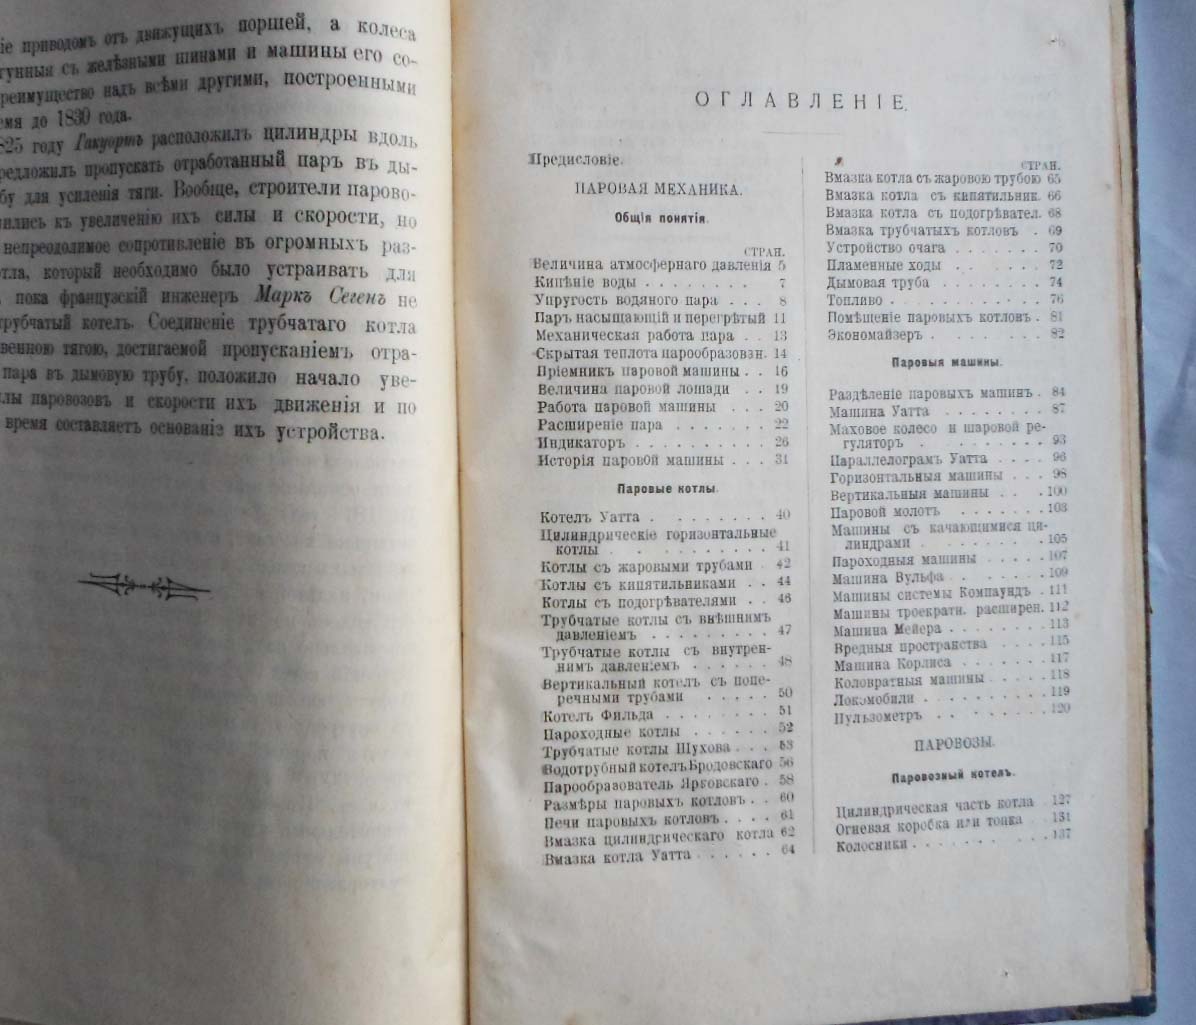 ніе приводомъ отъ движущихъ поршей, а колеса
гунныя съ желѣзными шинами и машины его со-
реимущество надъ всѣми другими, построенными
емя до 1830 года.
825 году Гакуортъ расположилъ цилиндры вдоль
редложилъ пропускать отработанный паръ въ ды-
бу для усиленія тяги. Вообще, строители парово-
мились къ увеличенію ихъ силы и скорости, но
непреодолимое сопротивленіе въ огромныхъ раз-
отла, который необходимо было устраивать для
, пока французскій инженеръ Маркъ Сегенъ не
трубчатый котелъ. Соединеніе трубчатаго котла
венною тягою, достигаемой пропусканіемъ отра-
пара въ дымовую трубу, положило начало уве-
лы паровозовъ и скорости ихъ движенія и по
время составляетъ основаніе ихъ устройства.
ОГЛАВЛЕНІЕ.
Предисловіе.
ПАРОВАЯ МЕХАНИКА.
Общія понятія.
СТРАН.
Величина атмосфернаго давленія 5
Кипѣніе воды . . . . . . . . 7
Упругость водяного пара . . . 8
Паръ насыщающій и перегрѣтый 11
Механическая работа пара . . 13
Скрытая теплота парообразовэн. 14
Пріемникъ паровой машины . . 16
Величина паровой лошади . . 19
Работа паровой машины . . . 20
Расширеніе пара . . . . . . . 22
Индикаторъ . . . . . . . . . 26
Исторія паровой машины . . . 31
Паровые котлы.
Котелъ Уатта . . . . . . . . 40
Цилиндрическіе горизонтальные
котлы . . . . . . . . . . 41
Котлы съ жаровыми трубами . 42
Котлы съ кипятильниками . . 44
Котлы съ подогрѣвателями . . 46
Трубчатые котлы съ внѣшнимъ
давленіемъ . . . . . . . . 47
Трубчатые котлы съ внутрен-
нимъ давленіемъ . . . . . . 48
Вертикальный котелъ съ попе-
речными трубами . . . . . 50
Котелъ Фильда . . . . . . . 51
Пароходные котлы . . . . . . 52
Трубчатые котлы Шухова . . . 53
Водотрубный котелъ Бродовскаго 56
Парообразователь Ярковскаго . 58
Размѣры паровыхъ котловъ . . 60
Печи паровыхъ котловъ . . . . 61
Вмазка цилиндрическаго котла 62
Вмазка котла Уатта . . . . . . 64
СТРАН.
Вмазка котла съ жаровою трубою 65
Вмазка котла съ кипятильник. 66
Вмазка котла съ подогрѣвател. 68
Вмазка трубчатыхъ котловъ . 69
Устройство очага . . . . . . . 70
Пламенные ходы . . . . . . . 72
Дымовая труба . . . . . . . . 74
Топливо . . . . . . . . . . . 76
Помѣщеніе паровыхъ котловъ . 81
Экономайзеръ . . . . . . . . . 82
Паровыя машины.
Раздѣленіе паровыхъ машинъ . 84
Машина Уатта . . . . . . . . 87
Маховое колесо и шаровой ре-
гуляторъ . . . . . . . . . 93
Параллелограмъ Уатта . . . . 96
Горизонтальныя машины . . . 98
Вертикальныя машины . . . 100
Паровой молотъ . . . . . . . 103
Машины съ качающимися ци-
линдрами . . . . . . . . . 105
Пароходныя машины . . . . . 107
Машина Вульфа . . . . . . . 109
Машины системы Компаундъ . 111
Машины троекратн. расширен. 112
Машина Мейера . . . . . . . 113
Вредныя пространства . . . . 115
Машина Корлиса . . . . . . . 117
Коловратныя машины . . . . . 118
Локомобили . . . . . . . . . 119
Пульзометръ . . . . . . . . . 120
ПАРОВОЗЫ.
Паровозный котелъ.
Цилиндрическая часть котла . 127
Огневая коробка или топка . 131
Колосники . . . . . . . . . . 137